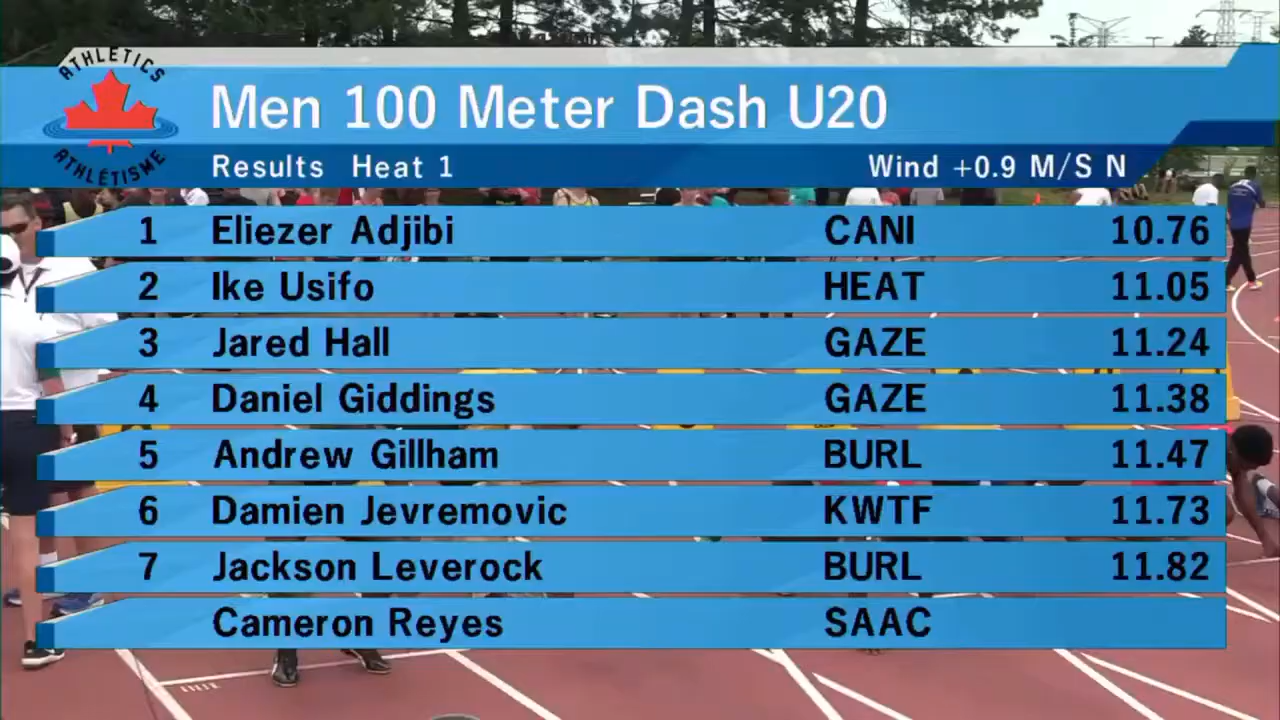 ATHLETICS
ATHLÉTISME
Men 100 Meter Dash U20
Results Heat 1 Wind +0.9 M/S N
1 Eliezer Adjibi CANI 10.76
2 Ike Usifo HEAT 11.05
3 Jared Hall GAZE 11.24
4 Daniel Giddings GAZE 11.38
5 Andrew Gillham BURL 11.47
6 Damien Jevremovic KWTF 11.73
7 Jackson Leverock BURL 11.82
Cameron Reyes SAAC